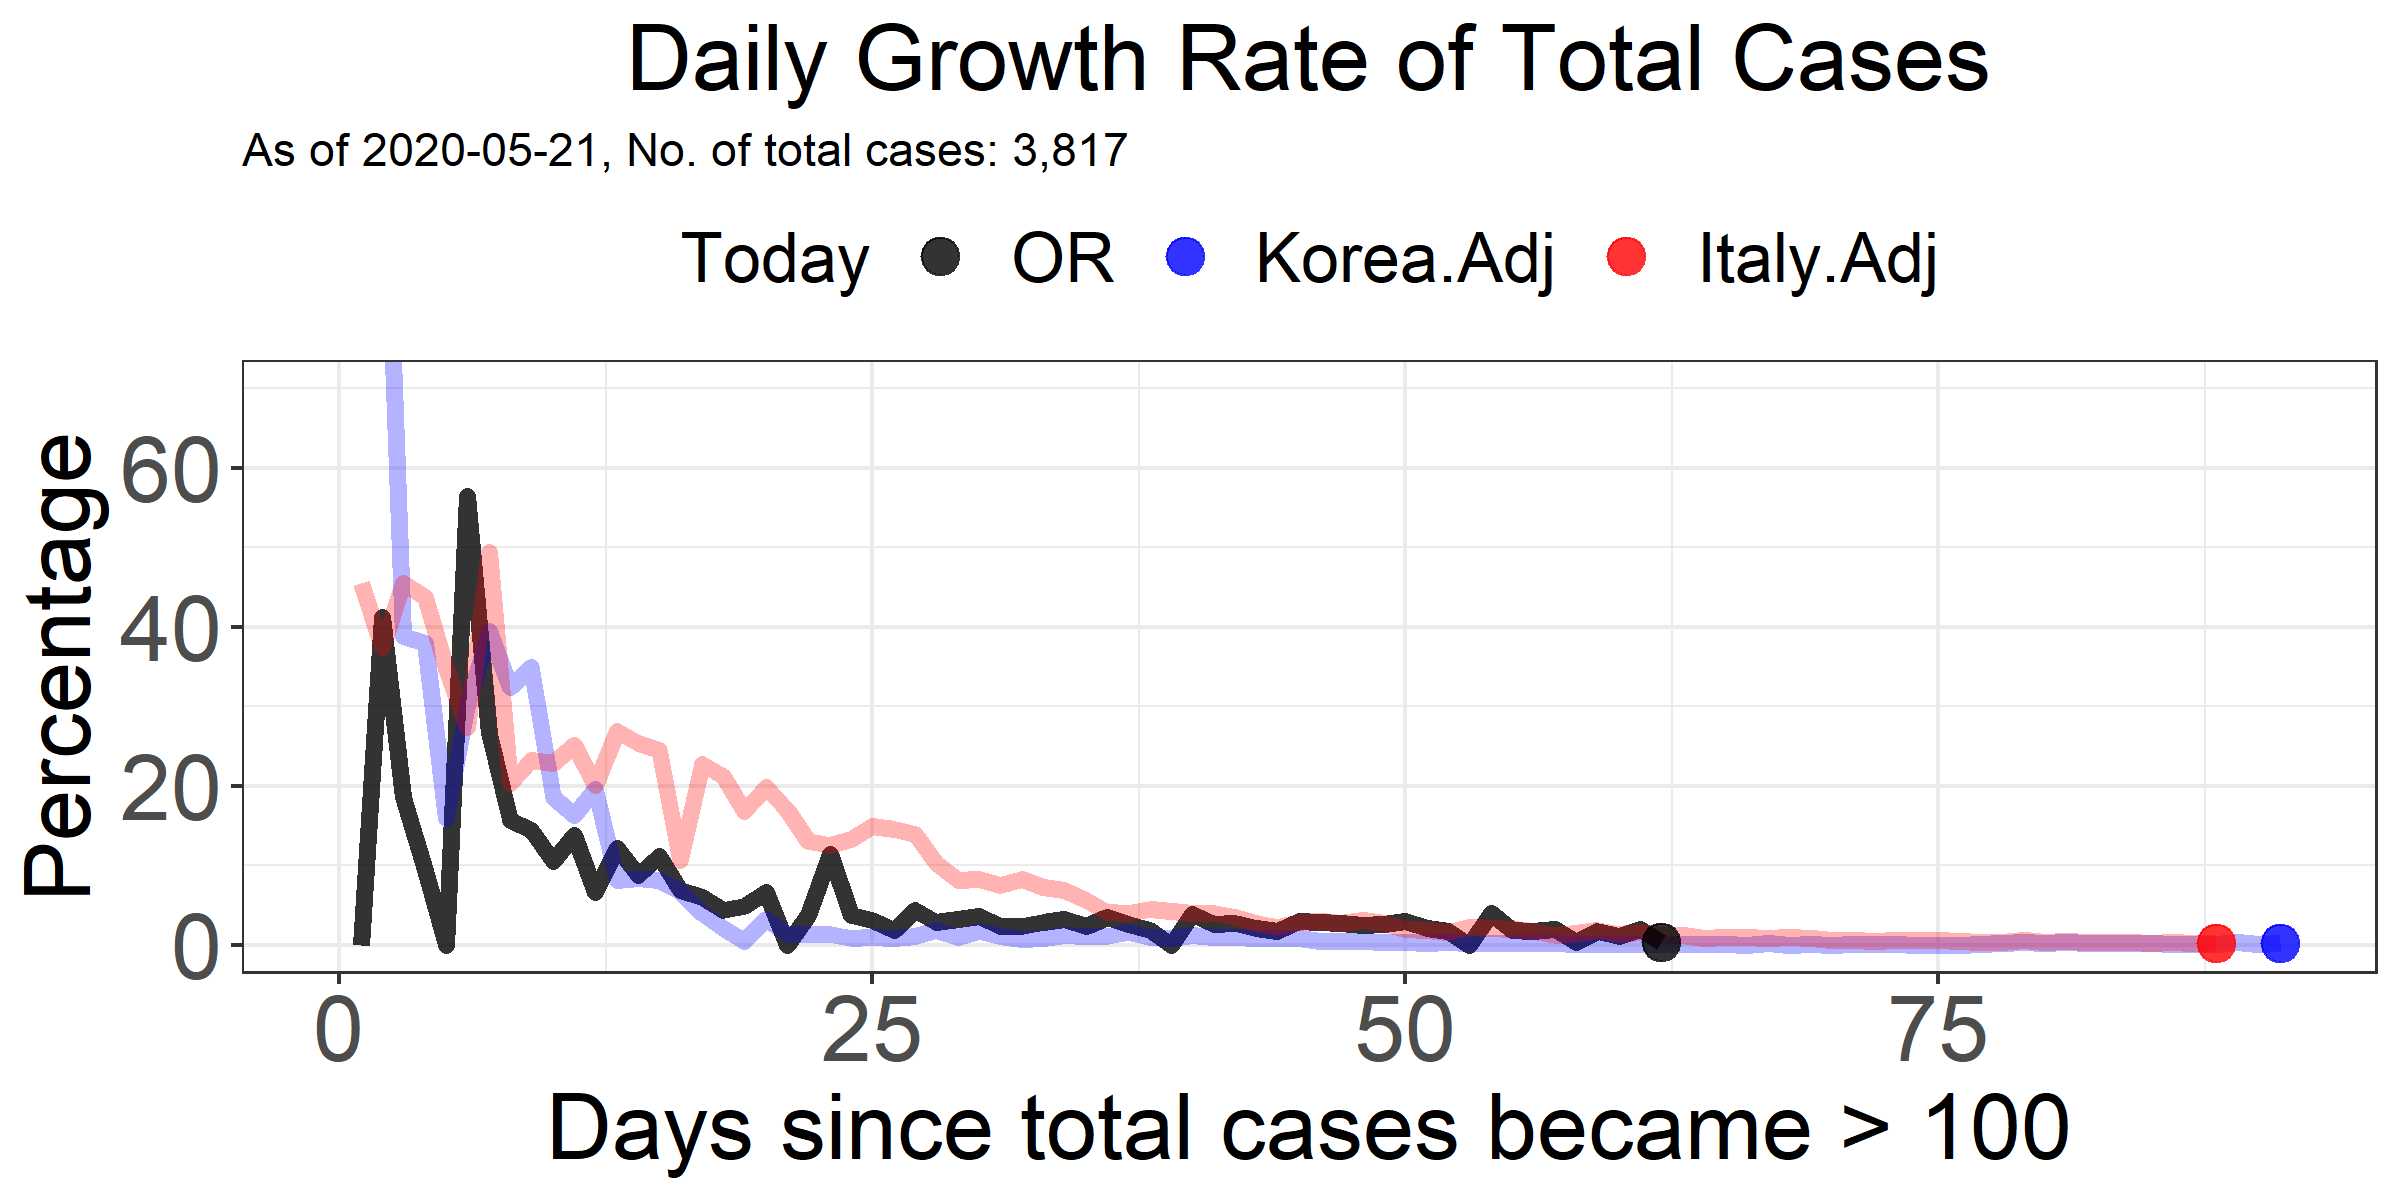 Daily Growth Rate of Total Cases
As of 2020-05-21, No. of total cases: 3,817
Today OR Korea.Adj Italy.Adj
Percentage
60
40
20
0
0 25 50 75
Days since total cases became > 100